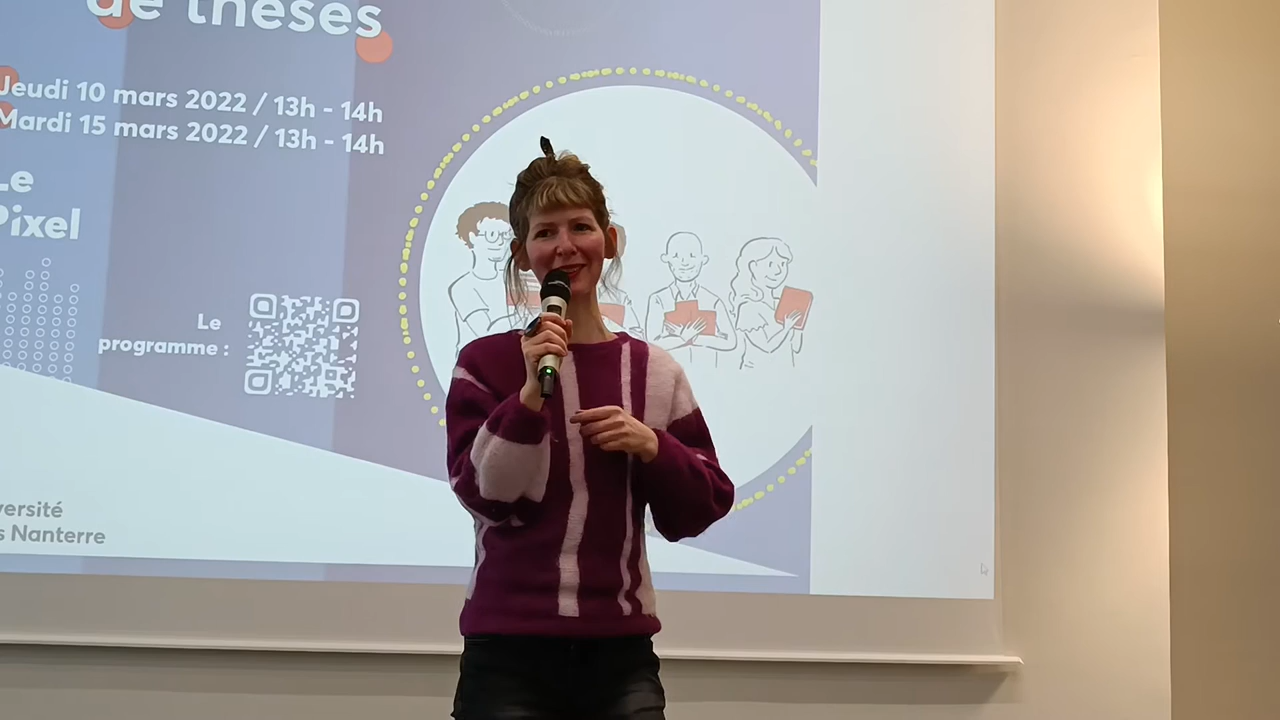 de thèses
Jeudi 10 mars 2022 / 13h - 14h
Mardi 15 mars 2022 / 13h - 14h
Le
Pixel
Le
programme :
versité
s Nanterre